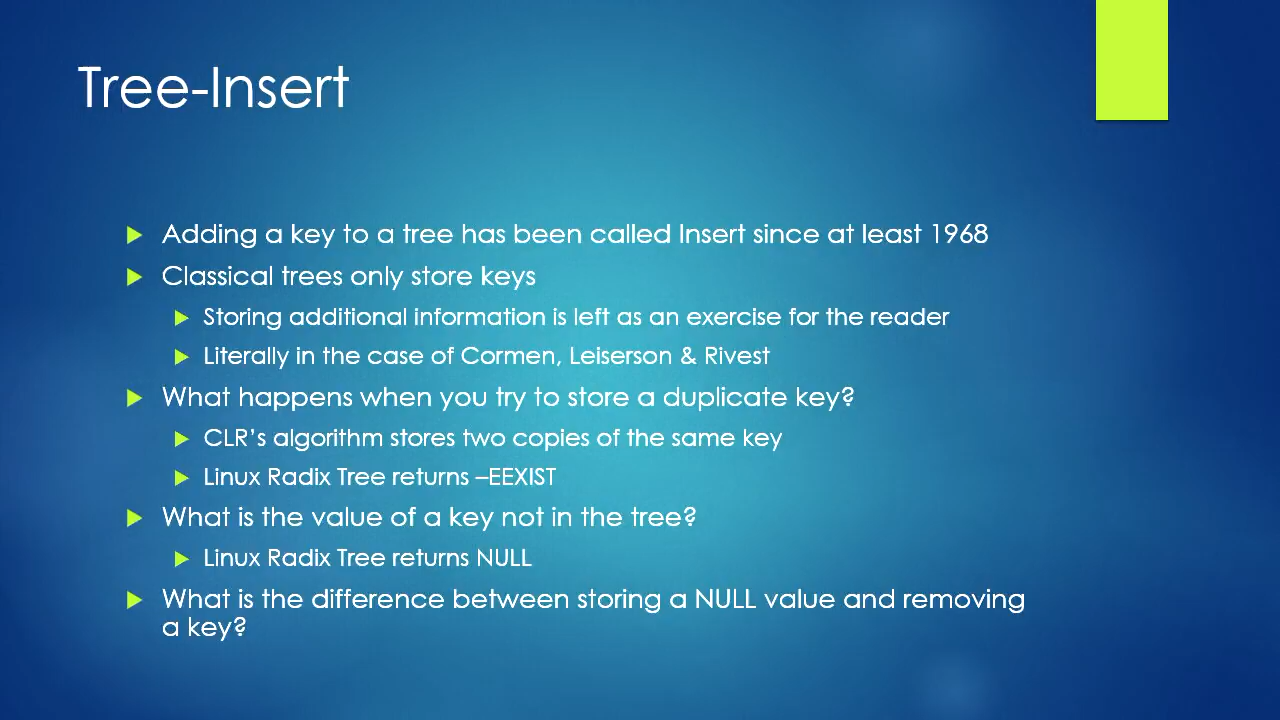 Tree-Insert
Adding a key to a tree has been called Insert since at least 1968
Classical trees only store keys
Storing additional information is left as an exercise for the reader
Literally in the case of Cormen, Leiserson & Rivest
What happens when you try to store a duplicate key?
CLR’s algorithm stores two copies of the same key
Linux Radix Tree returns –EEXIST
What is the value of a key not in the tree?
Linux Radix Tree returns NULL
What is the difference between storing a NULL value and removing
a key?